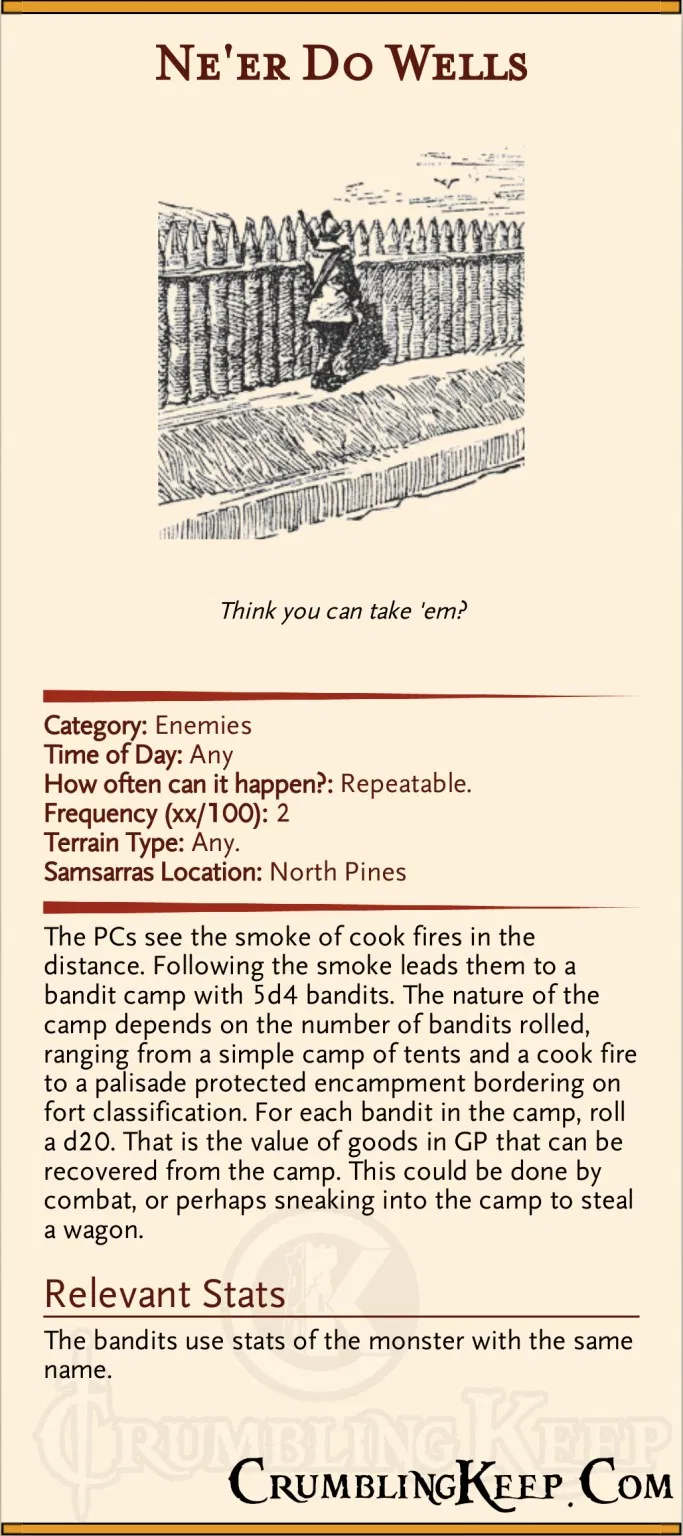 Ne'er Do Wells
Think you can take 'em?
Category: Enemies
Time of Day: Any
How often can it happen?: Repeatable.
Frequency (xx/100): 2
Terrain Type: Any.
Samsarras Location: North Pines
The PCs see the smoke of cook fires in the
distance. Following the smoke leads them to a
bandit camp with 5d4 bandits. The nature of the
camp depends on the number of bandits rolled,
ranging from a simple camp of tents and a cook fire
to a palisade protected encampment bordering on
fort classification. For each bandit in the camp, roll
a d20. That is the value of goods in GP that can be
recovered from the camp. This could be done by
combat, or perhaps sneaking into the camp to steal
a wagon.
Relevant Stats
The bandits use stats of the monster with the same
name.
CK
Crumbling Keep
CrumblingKeep.Com